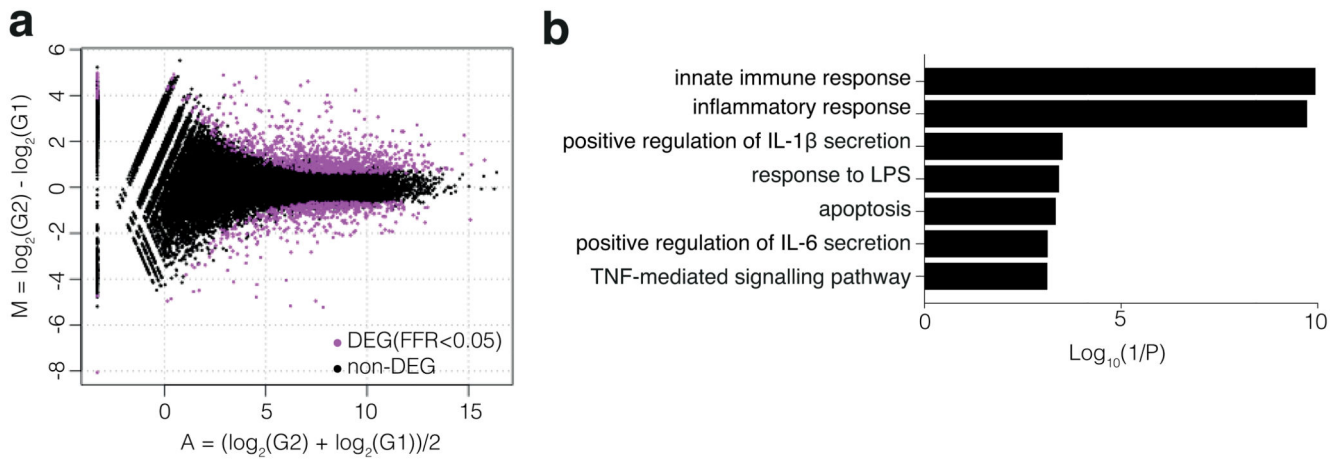 a
6
4
2
0
-2
-4
-6
-8
M = log₂(G2) - log₂(G1)
DEG(FFR<0.05)
non-DEG
0 5 10 15
A = (log₂(G2) + log₂(G1))/2
b
innate immune response
inflammatory response
positive regulation of IL-1β secretion
response to LPS
apoptosis
positive regulation of IL-6 secretion
TNF-mediated signalling pathway
0 5 10
Log₁₀(1/P)